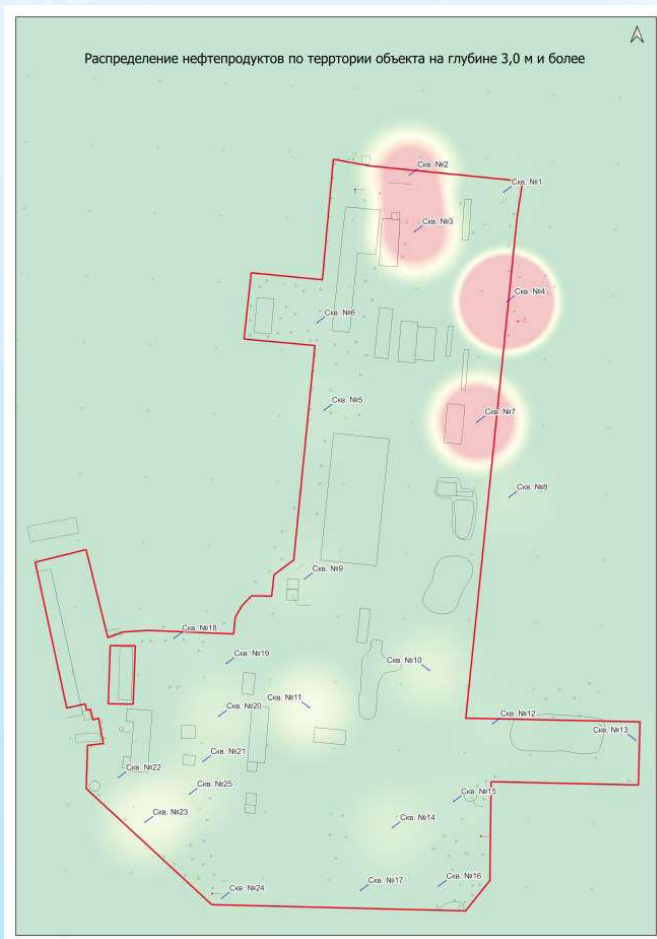 Распределение нефтепродуктов по терртории объекта на глубине 3,0 м и более
Скв. №2
Скв. №1
Скв. №3
Скв. №4
Скв. №6
Скв. №5
Скв. №7
Скв. №8
Скв. №9
Скв. №18
Скв. №19
Скв. №10
Скв. №11
Скв. №20
Скв. №12
Скв. №13
Скв. №21
Скв. №22
Скв. №25
Скв. №15
Скв. №23
Скв. №14
Скв. №16
Скв. №17
Скв. №24